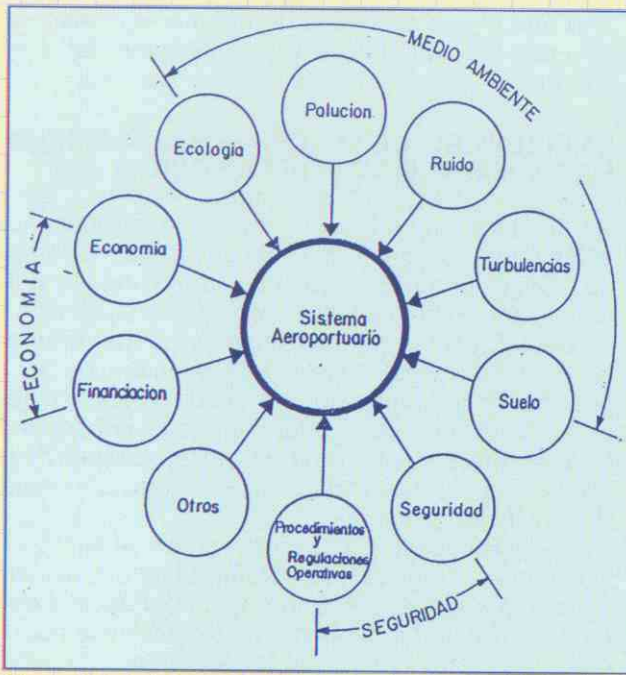 MEDIO AMBIENTE
Polucion
Ecologia
Ruido
Economia
Turbulencias
ECONOMIA
Sistema
Aeroportuario
Financiacion
Suelo
Otros
Seguridad
Procedimientos
y
Regulaciones
Operativas
SEGURIDAD